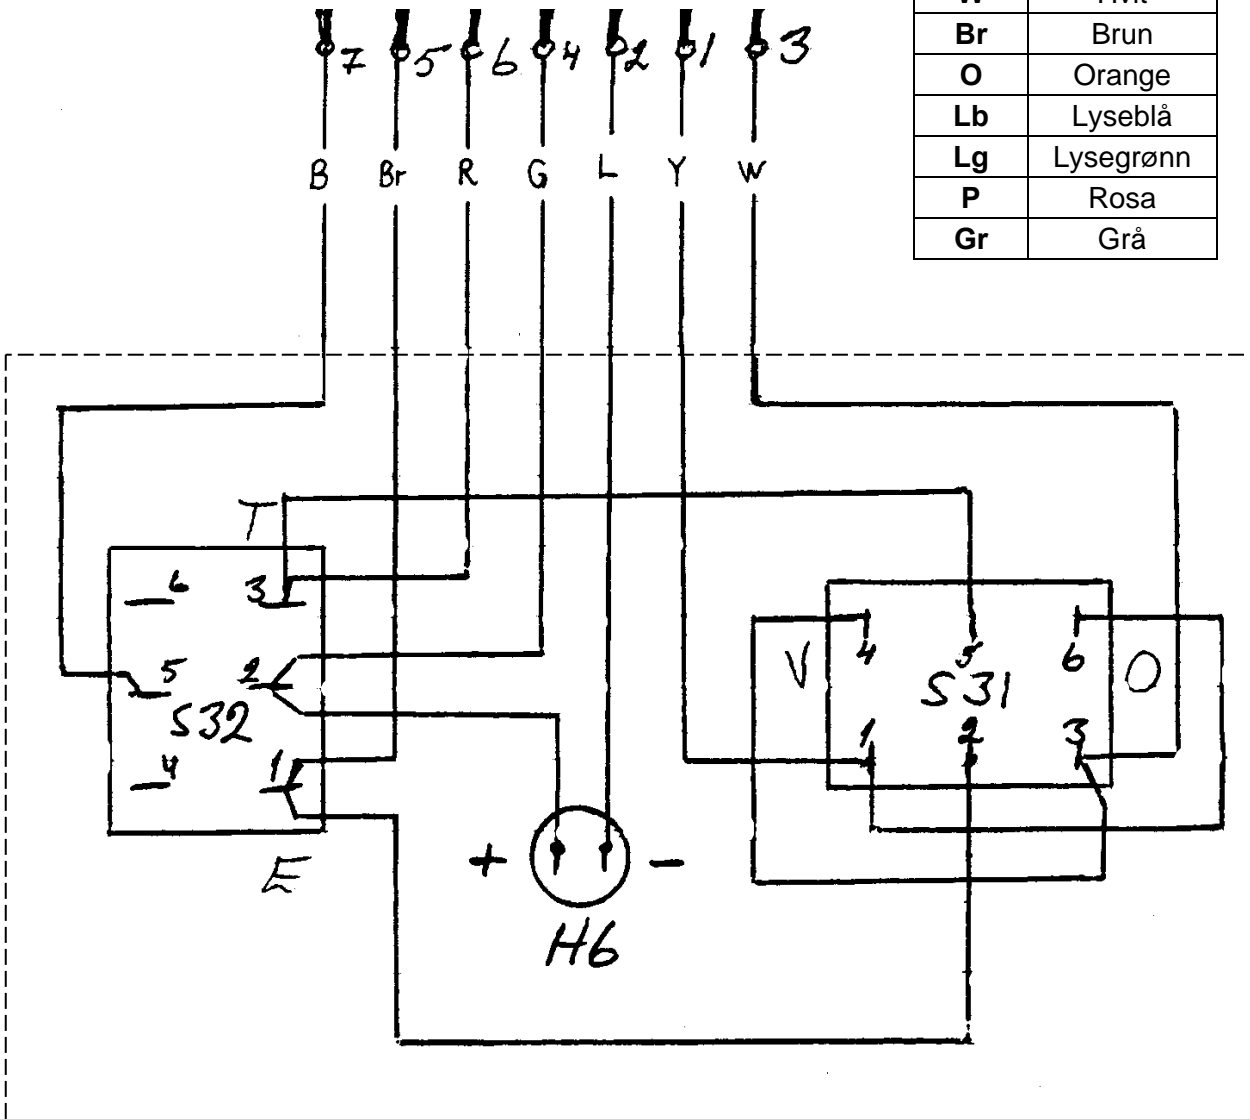 7 5 6 4 2 1 3
Br Brun
O Orange
Lb Lyseblå
Lg Lysegrønn
P Rosa
Gr Grå
B Br R G L Y W
T
6 3
5 2
S32
4 1
E
+ -
H6
V 4 5 6 O
S31
1 2 3